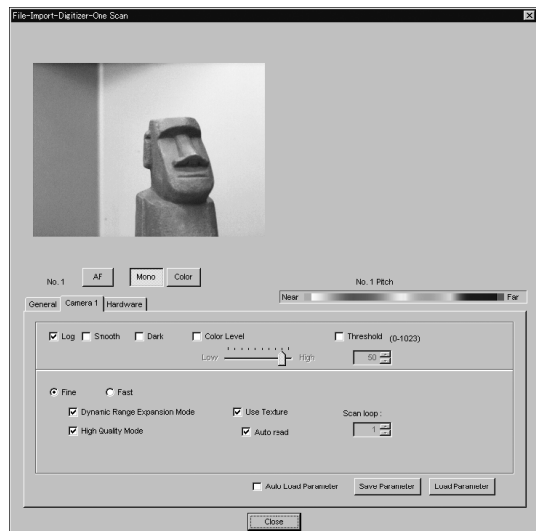 File-Import-Digitizer-One Scan
No. 1 AF Mono Color No. 1 Pitch
Near Far
General Camera 1 Hardware
Log Smooth Dark Color Level Threshold (0-1023)
Low High 50
Fine Fast
Dynamic Range Expansion Mode Use Texture Scan loop :
High Quality Mode Auto read 1
Auto Load Parameter Save Parameter Load Parameter
Close